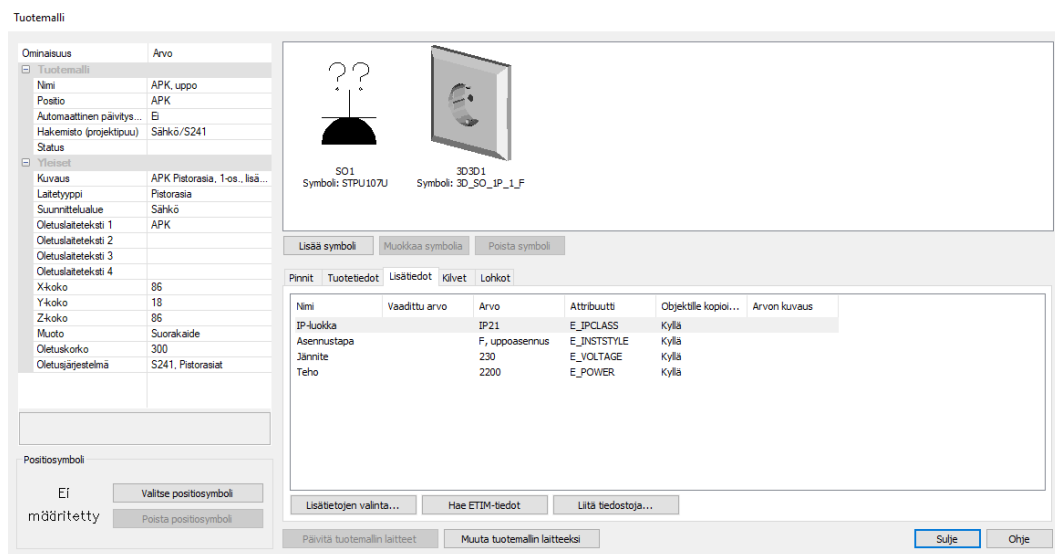 Tuotemalli
Ominaisuus Arvo
Tuotemalli
Nimi APK, uppo
Positio APK
Automaattinen päivitys... Ei
Hakemisto (projektipuu) Sähkö/S241
Status
Yleiset
Kuvaus APK Pistorasia, 1-os., lisä...
Laitetyyppi Pistorasia
Suunnittelualue Sähkö
Oletuslaiteteksti 1 APK
Oletuslaiteteksti 2
Oletuslaiteteksti 3
Oletuslaiteteksti 4
X-koko 86
Y-koko 18
Z-koko 86
Muoto Suorakaide
Oletuskorko 300
Oletusjärjestelmä S241, Pistorasiat
Positiosymboli
Ei
määritetty
Valitse positiosymboli
Poista positiosymboli
??
SO1 3D3D1
Symboli: STPU107U Symboli: 3D_SO_1P_1_F
Lisää symboli Muokkaa symbolia Poista symboli
Pinnit Tuotetiedot Lisätiedot Kilvet Lohkot
Nimi Vaadittu arvo Arvo Attribuutti Objektille kopioi... Arvon kuvaus
IP-luokka IP21 E_IPCLASS Kyllä
Asennustapa F, uppoasennus E_INSTSTYLE Kyllä
Jännite 230 E_VOLTAGE Kyllä
Teho 2200 E_POWER Kyllä
Lisätietojen valinta... Hae ETIM-tiedot Liitä tiedostoja...
Päivitä tuotemallin laitteet Muuta tuotemallin laitteeksi Sulje Ohje